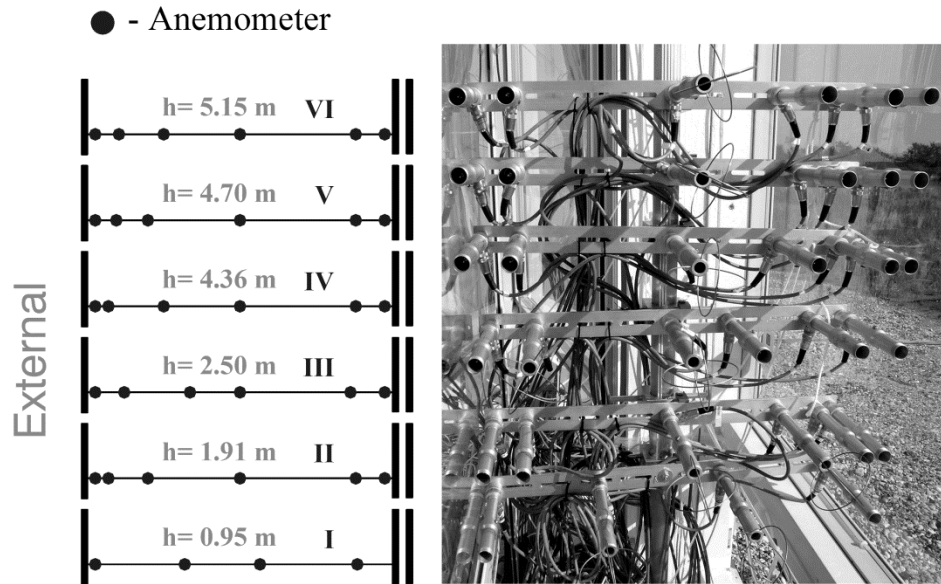 - Anemometer
h= 5.15 m VI
h= 4.70 m V
h= 4.36 m IV
h= 2.50 m III
h= 1.91 m II
h= 0.95 m I
External